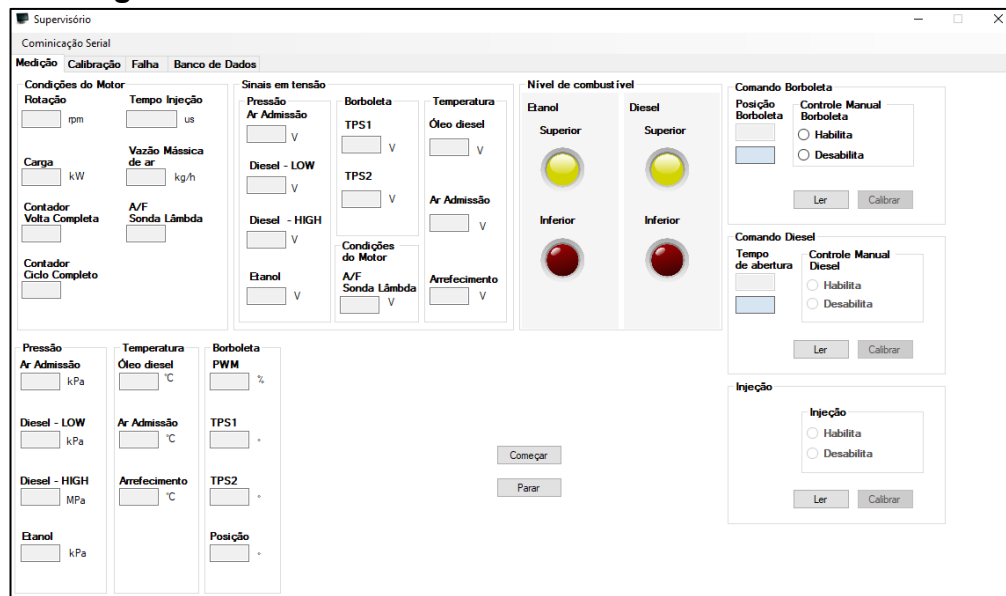 Supervisório
Cominicação Serial
Medição Calibração Falha Banco de Dados
Condições do Motor
Rotação
rpm
Tempo Injeção
us
Carga
kW
Vazão Mássica
de ar
kg/h
Contador
Volta Completa
A/F
Sonda Lâmbda
Contador
Ciclo Completo
Sinais em tensão
Pressão
Ar Admissão
V
Diesel - LOW
V
Diesel - HIGH
V
Etanol
V
Borboleta
TPS1
V
TPS2
V
Condições
do Motor
A/F
Sonda Lâmbda
V
Temperatura
Óleo diesel
V
Ar Admissão
V
Arrefecimento
V
Nível de combustível
Etanol
Superior
Inferior
Diesel
Superior
Inferior
Comando Borboleta
Posição
Borboleta
Controle Manual
Borboleta
Habilita
Desabilita
Ler Calibrar
Comando Diesel
Tempo
de abertura
Controle Manual
Diesel
Habilita
Desabilita
Ler Calibrar
Injeção
Injeção
Habilita
Desabilita
Ler Calibrar
Pressão
Ar Admissão
kPa
Diesel - LOW
kPa
Diesel - HIGH
MPa
Etanol
kPa
Temperatura
Óleo diesel
°C
Ar Admissão
°C
Arrefecimento
°C
Borboleta
PWM
%
TPS1
°
TPS2
°
Posição
°
Começar
Parar